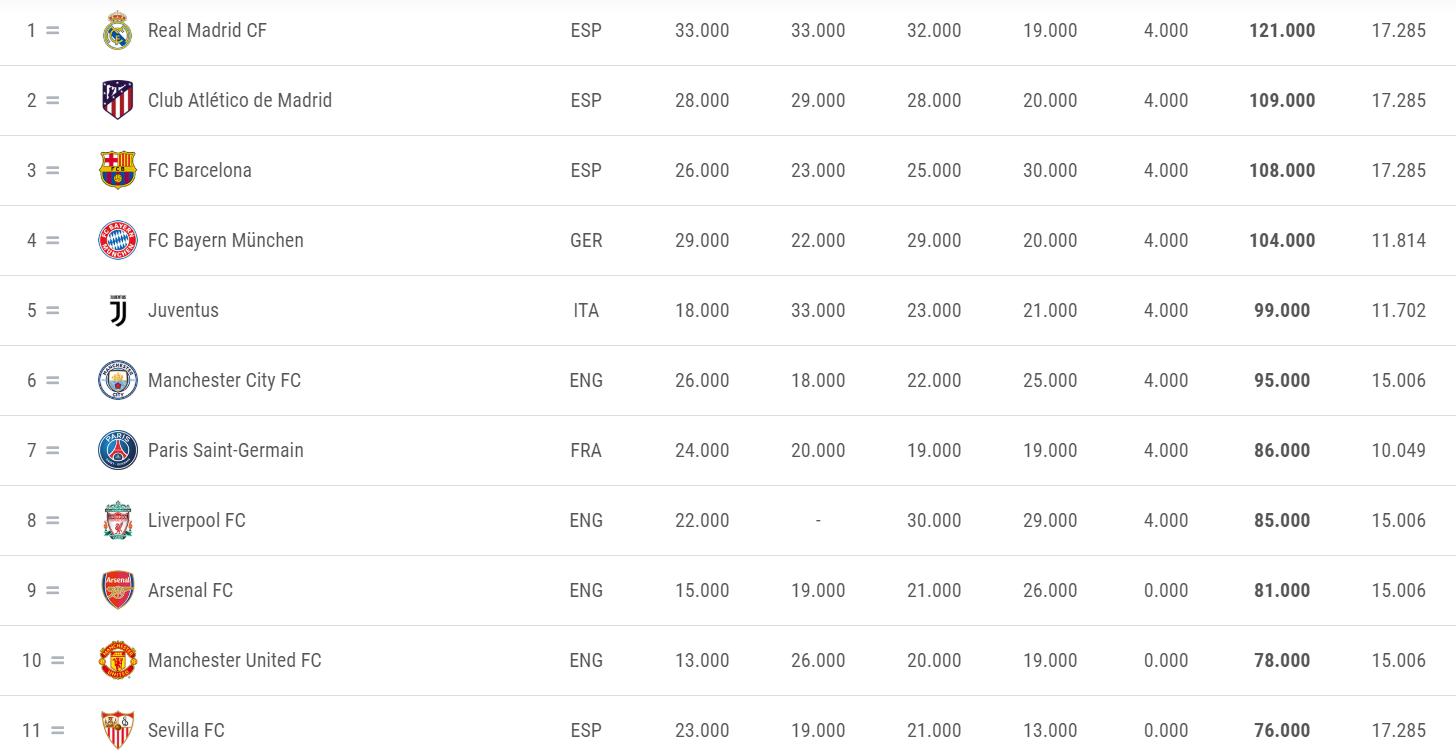 1 = Real Madrid CF ESP 33.000 33.000 32.000 19.000 4.000 121.000 17.285
2 = Club Atlético de Madrid ESP 28.000 29.000 28.000 20.000 4.000 109.000 17.285
3 = FC Barcelona ESP 26.000 23.000 25.000 30.000 4.000 108.000 17.285
4 = FC Bayern München GER 29.000 22.000 29.000 20.000 4.000 104.000 11.814
5 = Juventus ITA 18.000 33.000 23.000 21.000 4.000 99.000 11.702
6 = Manchester City FC ENG 26.000 18.000 22.000 25.000 4.000 95.000 15.006
7 = Paris Saint-Germain FRA 24.000 20.000 19.000 19.000 4.000 86.000 10.049
8 = Liverpool FC ENG 22.000 - 30.000 29.000 4.000 85.000 15.006
9 = Arsenal FC ENG 15.000 19.000 21.000 26.000 0.000 81.000 15.006
10 = Manchester United FC ENG 13.000 26.000 20.000 19.000 0.000 78.000 15.006
11 = Sevilla FC ESP 23.000 19.000 21.000 13.000 0.000 76.000 17.285